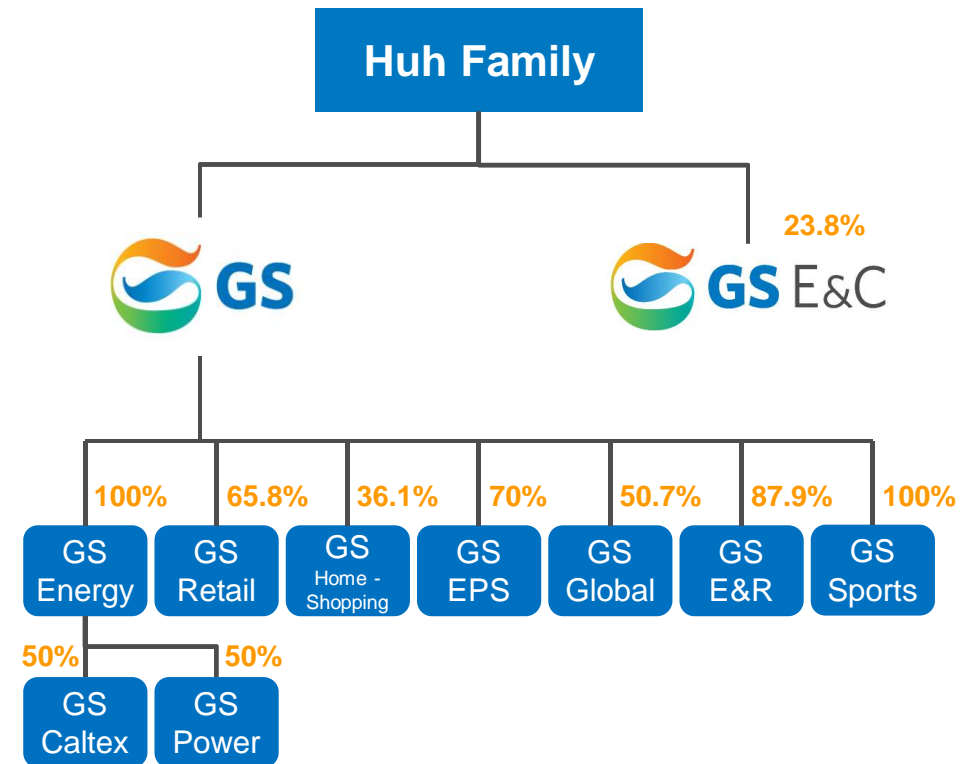 Huh Family
23.8%
GS
GS E&C
100%
65.8%
36.1%
70%
50.7%
87.9%
100%
GS
Energy
GS
Retail
GS
Home -
Shopping
GS
EPS
GS
Global
GS
E&R
GS
Sports
50%
50%
GS
Caltex
GS
Power